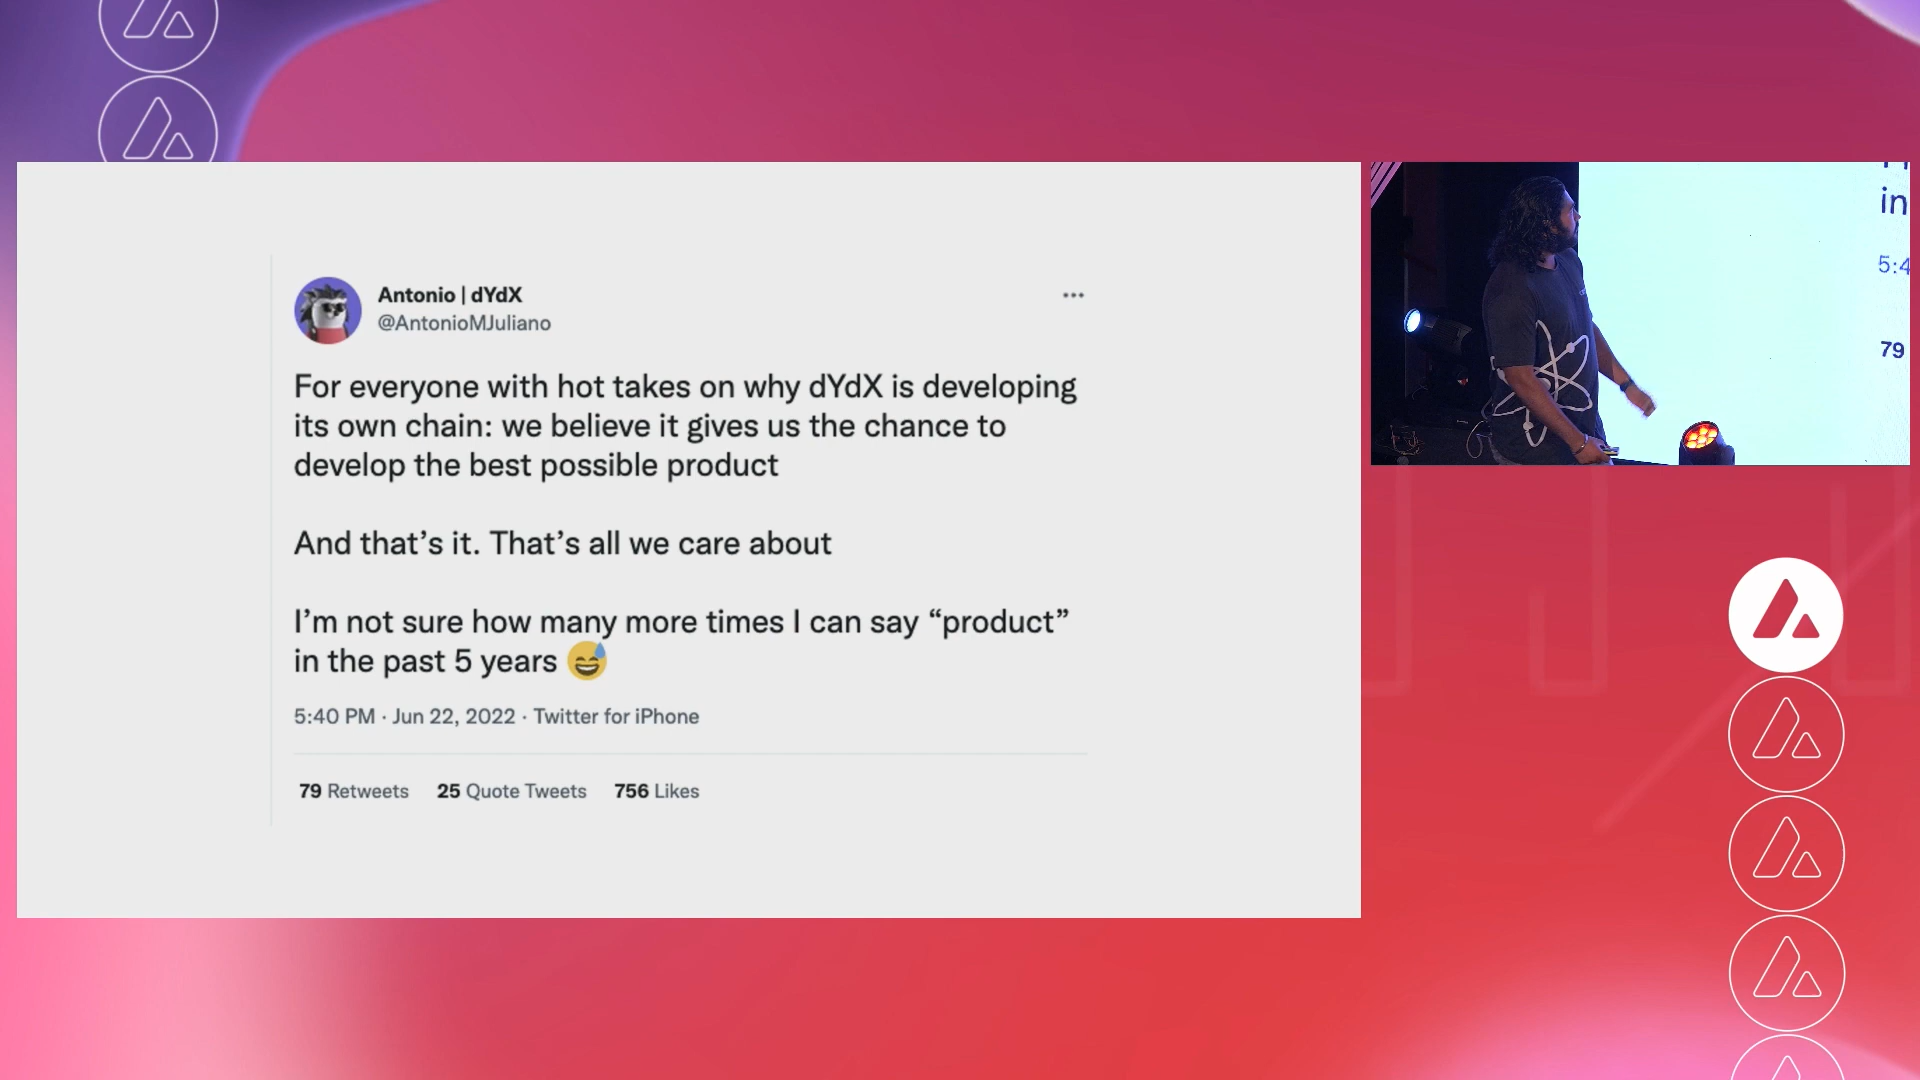 Antonio | dYdX
@AntonioMJuliano
For everyone with hot takes on why dYdX is developing
its own chain: we believe it gives us the chance to
develop the best possible product
And that’s it. That’s all we care about
I’m not sure how many more times I can say “product”
in the past 5 years 😅
5:40 PM · Jun 22, 2022 · Twitter for iPhone
79 Retweets 25 Quote Tweets 756 Likes
in
5:4
79